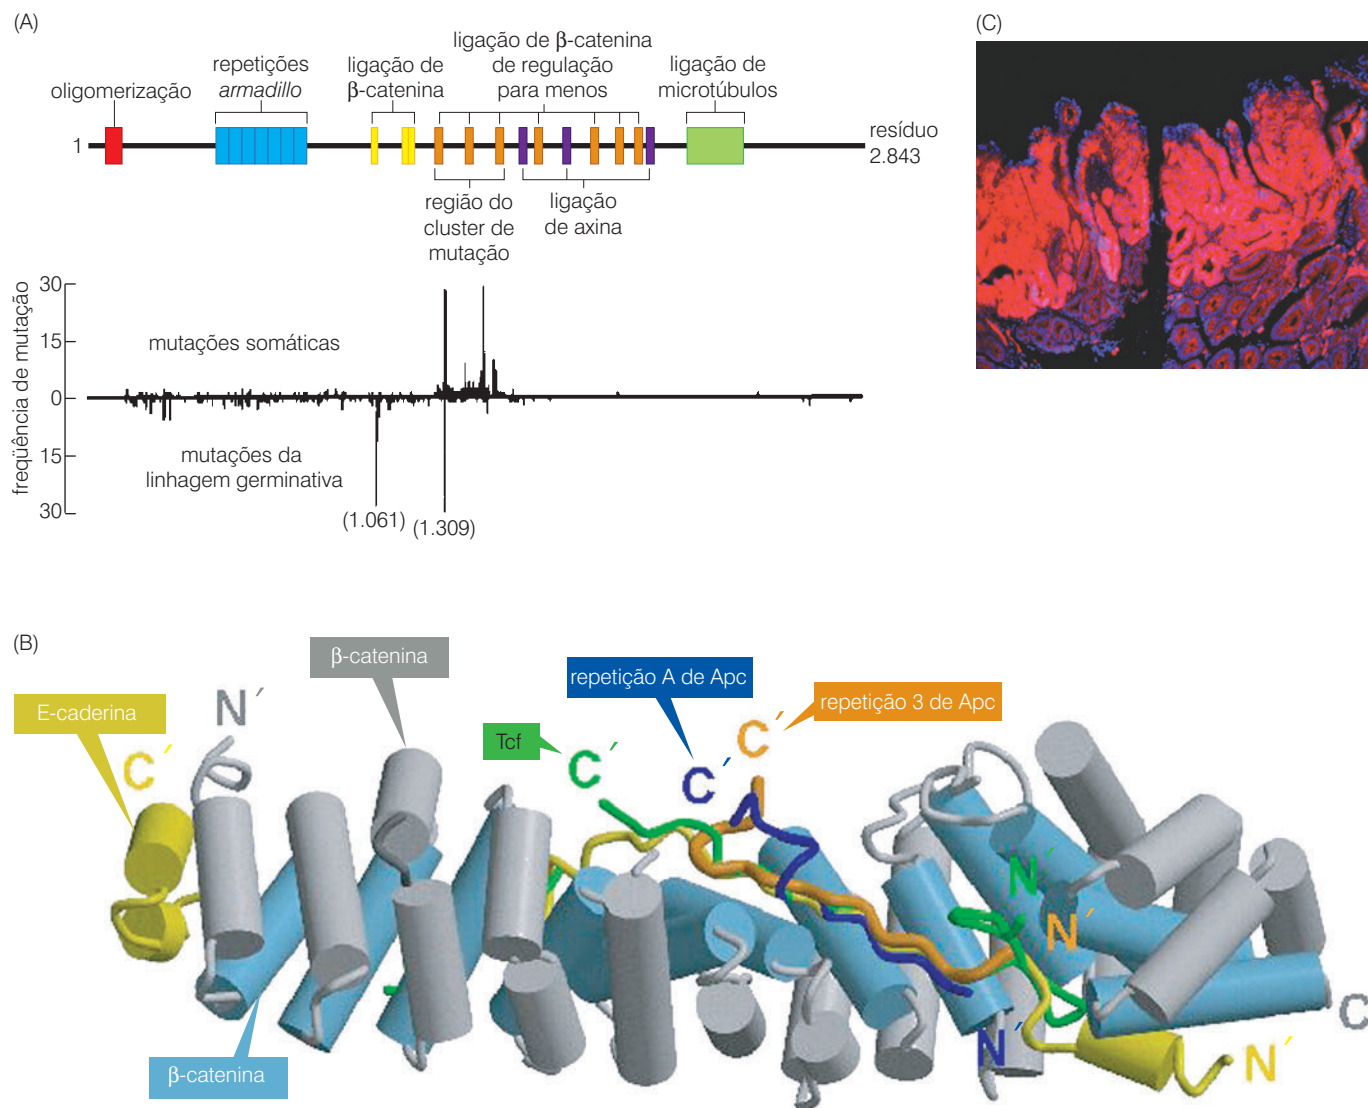 (A)
oligomerização
repetições
armadillo
ligação de
β-catenina
ligação de β-catenina
de regulação
para menos
ligação de
microtúbulos
1
resíduo
2.843
região do
cluster de
mutação
ligação
de axina
freqüência de mutação
30
15
0
15
30
mutações somáticas
mutações da
linhagem germinativa
(1.061)
(1.309)
(C)
(B)
E-caderina
β-catenina
Tcf
repetição A de Apc
repetição 3 de Apc
β-catenina
N´
C´
C´
C´
C´
N´
N´
N´
N´
C